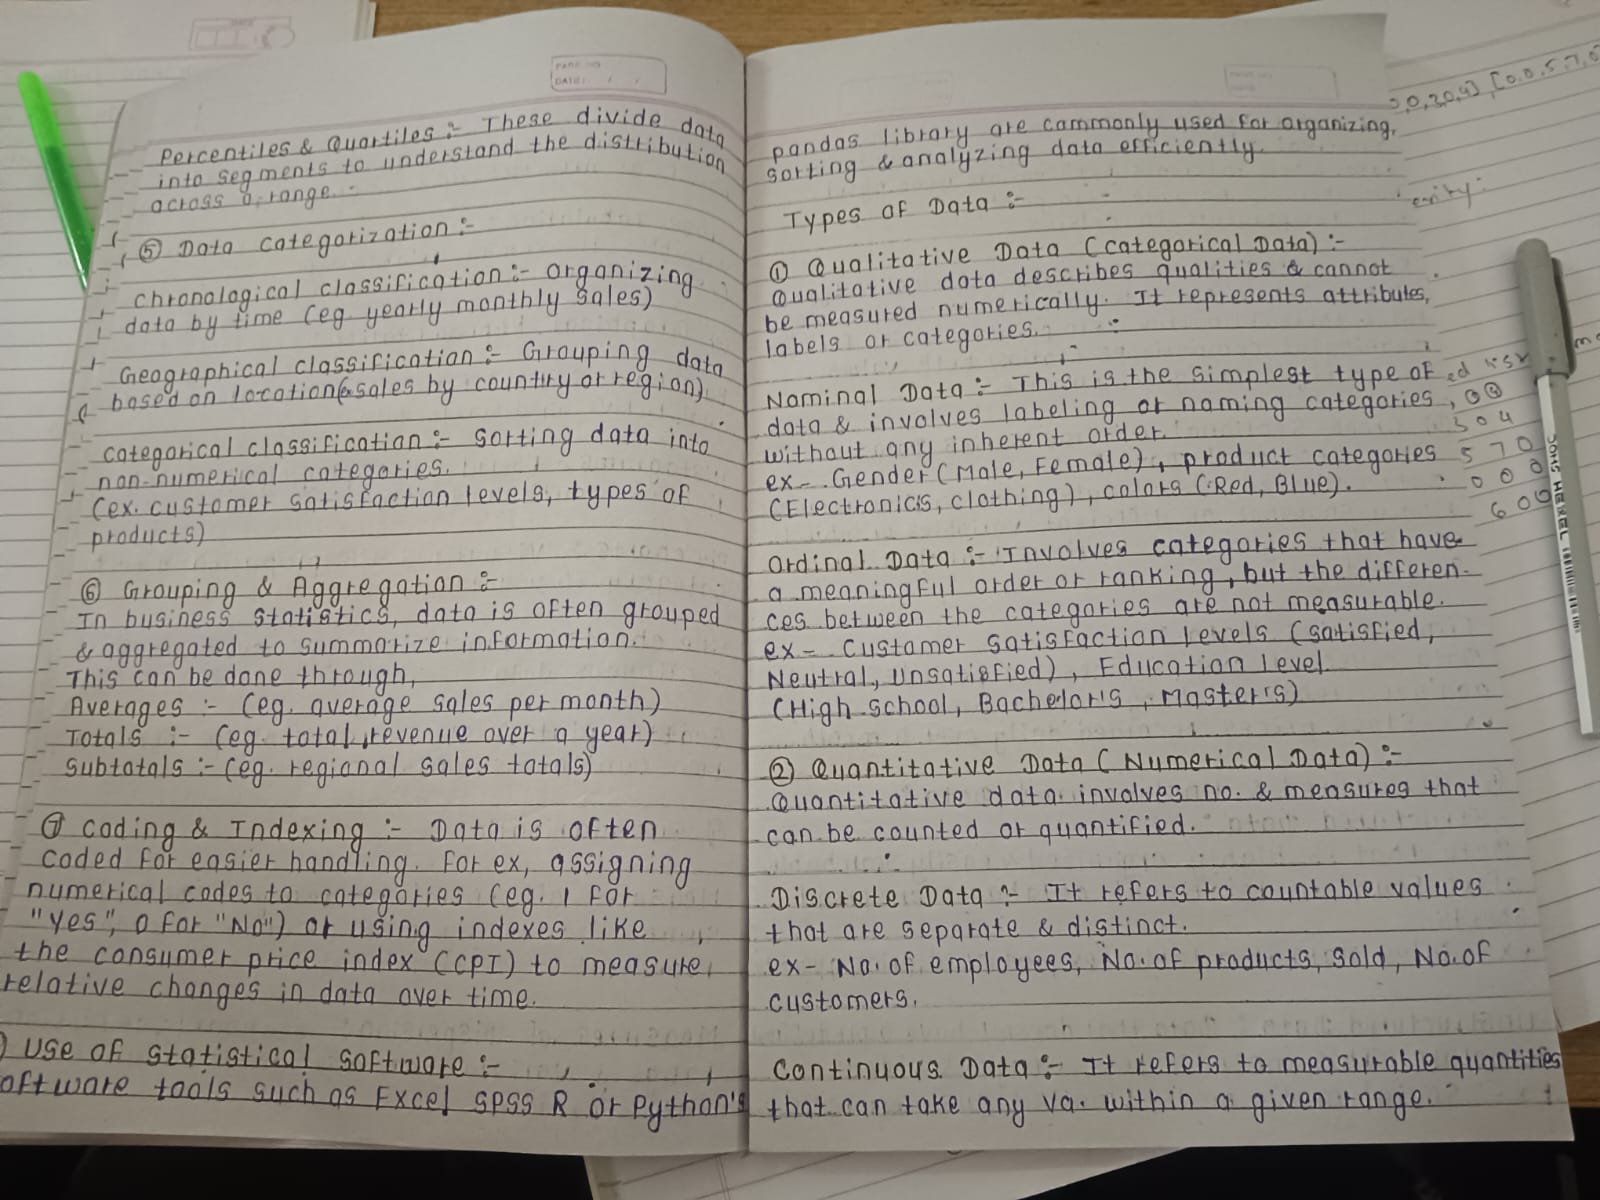 PAGE NO
DATE: / /
Percentiles & Quartiles :- These divide data
into segments to understand the distribution
across a range.
⑤ Data Categorization :-
Chronological classification :- organizing
data by time (eg. yearly monthly sales)
Geographical classification :- Grouping data
based on location sales by country or region)
Categorical classification :- sorting data into
non-numerical categories.
(ex. customer satisfaction levels, types of
products)
⑥ Grouping & Aggregation :-
In business statistics, data is often grouped
& aggregated to summarize information.
This can be done through,
Averages :- (eg. average sales per month)
Totals :- (eg. total revenue over a year)
Subtotals :- (eg. regional sales totals)
⑦ Coding & Indexing :- Data is often
coded for easier handling. For ex, assigning
numerical codes to categories (eg. 1 for
"Yes", 0 for "No") or using indexes like
the consumer price index (CPI) to measure
relative changes in data over time.
) Use of statistical software :-
oftware tools such as Excel SPSS R or Python's
pandas library are commonly used for organizing,
sorting & analyzing data efficiently.
Types of Data :-
① Qualitative Data (Categorical Data) :-
Qualitative data describes qualities & cannot
be measured numerically. It represents attributes,
labels or categories.
Nominal Data :- This is the simplest type of
data & involves labeling or naming categories,
without any inherent order.
ex- Gender (Male, Female), product categories
(Electronics, clothing), colors (Red, Blue).
Ordinal Data :- Involves categories that have
a meaningful order or ranking, but the differen-
ces between the categories are not measurable.
ex- Customer satisfaction levels (satisfied,
Neutral, Unsatisfied), Education Level
(High school, Bachelor's, Master's)
② Quantitative Data (Numerical Data) :-
Quantitative data involves no. & measures that
can be counted or quantified.
Discrete Data :- It refers to countable values
that are separate & distinct.
ex- No. of employees, No. of products, sold, No. of
customers.
Continuous Data :- It refers to measurable quantities
that can take any va. within a given range.
5 7 0
0 0 0
6 0 0